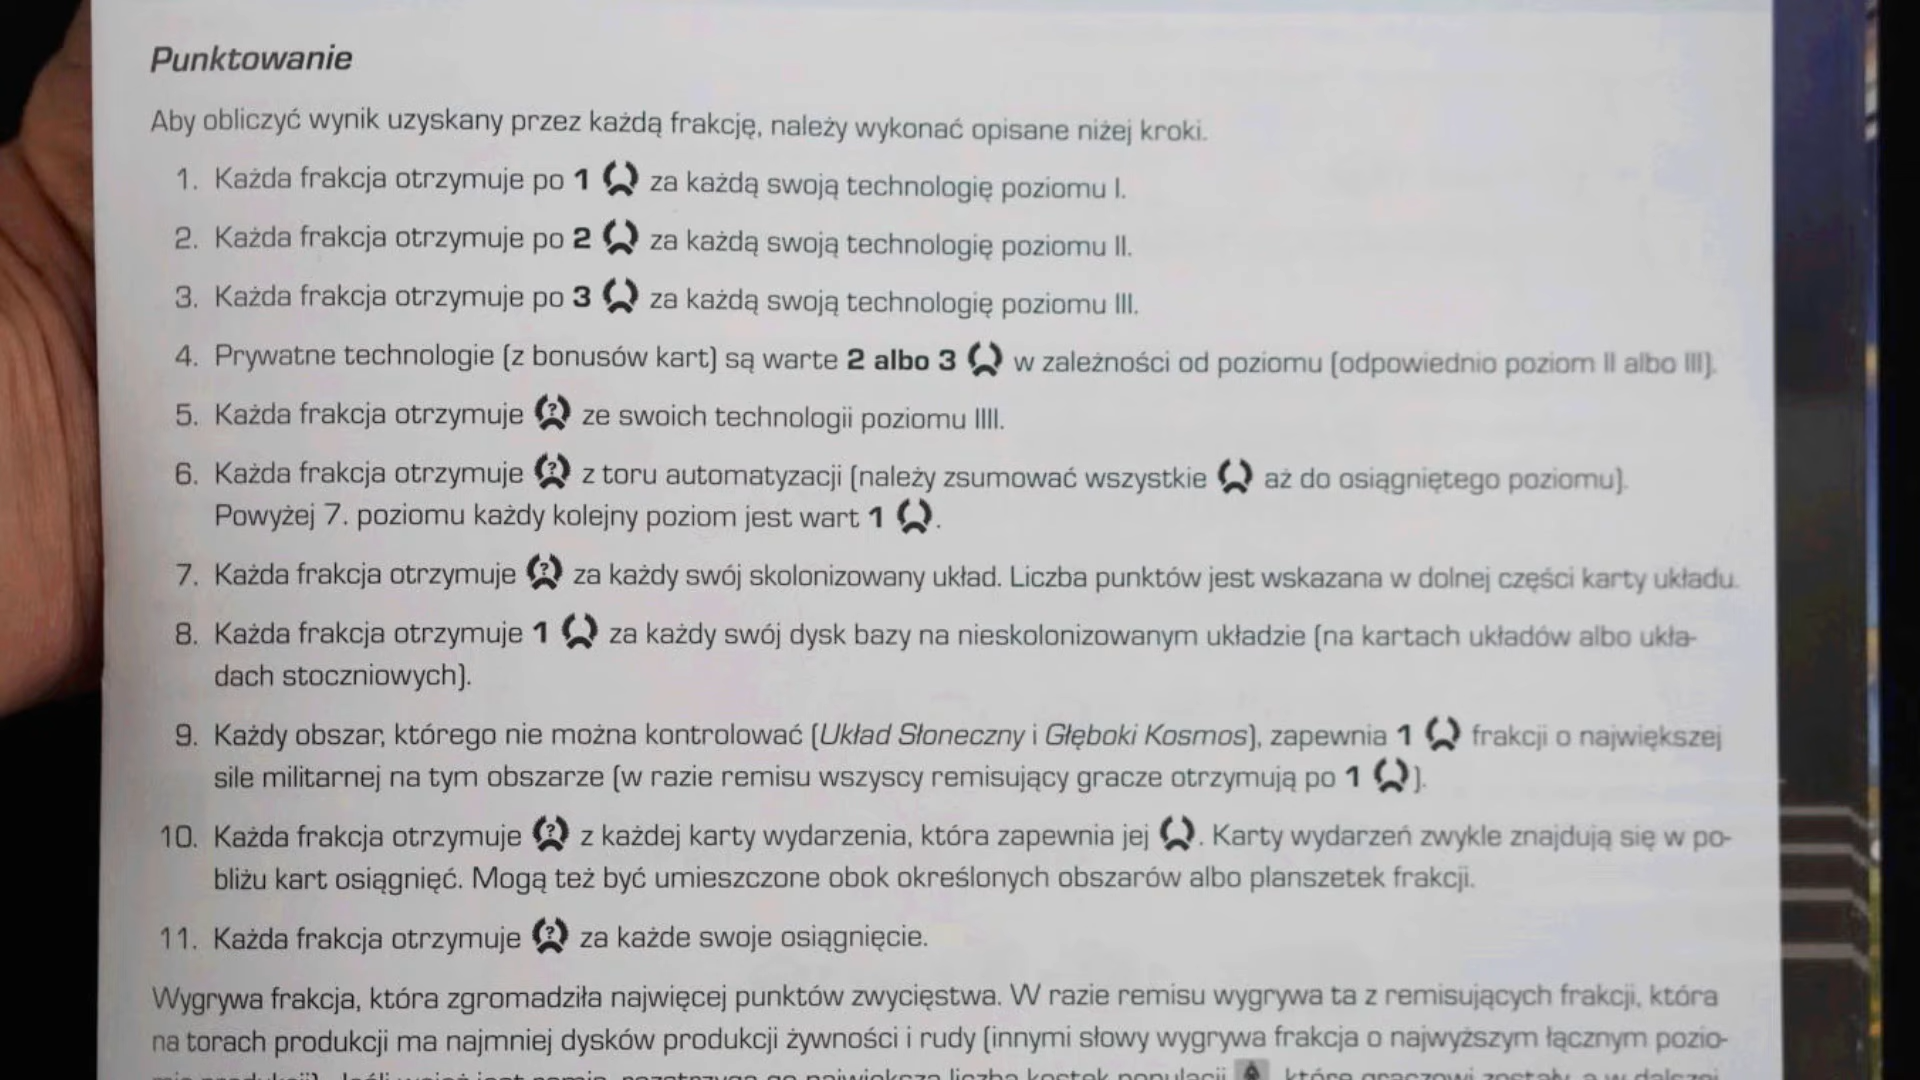 Punktowanie
Aby obliczyć wynik uzyskany przez każdą frakcję, należy wykonać opisane niżej kroki.
1. Każda frakcja otrzymuje po 1 za każdą swoją technologię poziomu I.
2. Każda frakcja otrzymuje po 2 za każdą swoją technologię poziomu II.
3. Każda frakcja otrzymuje po 3 za każdą swoją technologię poziomu III.
4. Prywatne technologie (z bonusów kart) są warte 2 albo 3 w zależności od poziomu (odpowiednio poziom II albo III).
5. Każda frakcja otrzymuje ? ze swoich technologii poziomu IIII.
6. Każda frakcja otrzymuje ? z toru automatyzacji (należy zsumować wszystkie aż do osiągniętego poziomu).
Powyżej 7. poziomu każdy kolejny poziom jest wart 1 .
7. Każda frakcja otrzymuje ? za każdy swój skolonizowany układ. Liczba punktów jest wskazana w dolnej części karty układu.
8. Każda frakcja otrzymuje 1 za każdy swój dysk bazy na nieskolonizowanym układzie (na kartach układów albo ukła-
dach stoczniowych).
9. Każdy obszar, którego nie można kontrolować (Układ Słoneczny i Głęboki Kosmos), zapewnia 1 frakcji o największej
sile militarnej na tym obszarze (w razie remisu wszyscy remisujący gracze otrzymują po 1 ).
10. Każda frakcja otrzymuje ? z każdej karty wydarzenia, która zapewnia jej . Karty wydarzeń zwykle znajdują się w po-
bliżu kart osiągnięć. Mogą też być umieszczone obok określonych obszarów albo planszetek frakcji.
11. Każda frakcja otrzymuje ? za każde swoje osiągnięcie.
Wygrywa frakcja, która zgromadziła najwięcej punktów zwycięstwa. W razie remisu wygrywa ta z remisujących frakcji, która
na torach produkcji ma najmniej dysków produkcji żywności i rudy (innymi słowy wygrywa frakcja o najwyższym łącznym pozio-